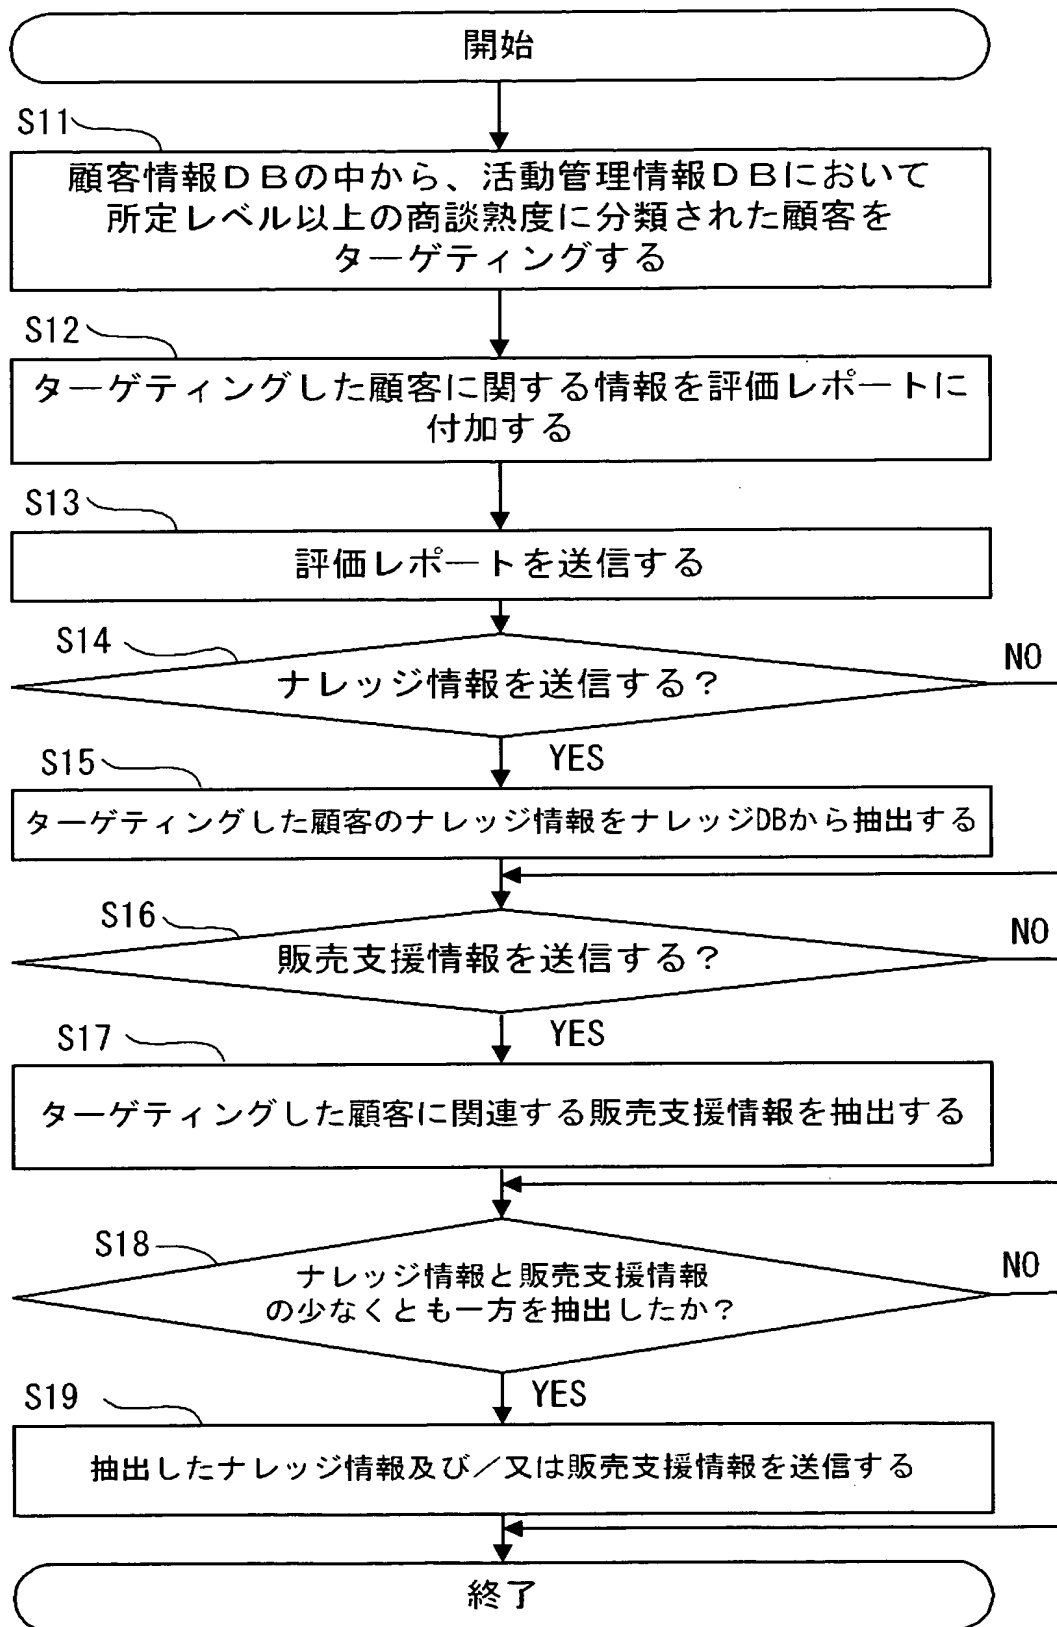 開始
S11
顧客情報DBの中から、活動管理情報DBにおいて
所定レベル以上の商談熟度に分類された顧客を
ターゲティングする
S12
ターゲティングした顧客に関する情報を評価レポートに
付加する
S13
評価レポートを送信する
S14
ナレッジ情報を送信する?
NO
YES
S15
ターゲティングした顧客のナレッジ情報をナレッジDBから抽出する
S16
販売支援情報を送信する?
NO
YES
S17
ターゲティングした顧客に関連する販売支援情報を抽出する
S18
ナレッジ情報と販売支援情報
の少なくとも一方を抽出したか?
NO
YES
S19
抽出したナレッジ情報及び/又は販売支援情報を送信する
終了